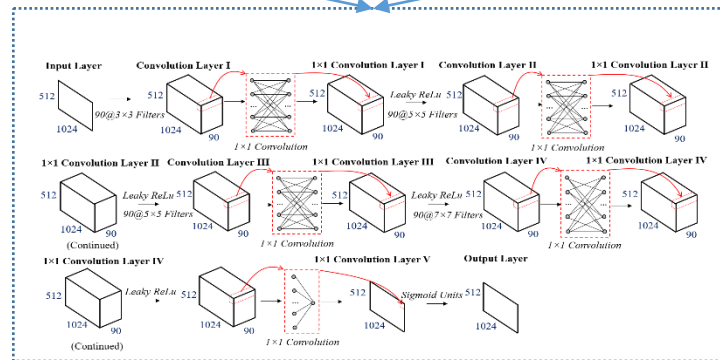 Input Layer
Convolution Layer I
1×1 Convolution Layer I
Convolution Layer II
1×1 Convolution Layer II
512
1024
90@3×3 Filters
512
1024
90
...
...
1×1 Convolution
512
1024
90
Leaky ReLu
90@5×5 Filters
512
1024
90
...
...
1×1 Convolution
512
1024
90
1×1 Convolution Layer II
Convolution Layer III
1×1 Convolution Layer III
Convolution Layer IV
1×1 Convolution Layer IV
512
1024
90
(Continued)
Leaky ReLu
90@5×5 Filters
512
1024
90
...
...
1×1 Convolution
512
1024
90
Leaky ReLu
90@7×7 Filters
512
1024
90
...
...
1×1 Convolution
512
1024
90
1×1 Convolution Layer IV
1×1 Convolution Layer V
Output Layer
512
1024
90
(Continued)
Leaky ReLu
512
1024
90
...
1×1 Convolution
512
1024
Sigmoid Units
512
1024